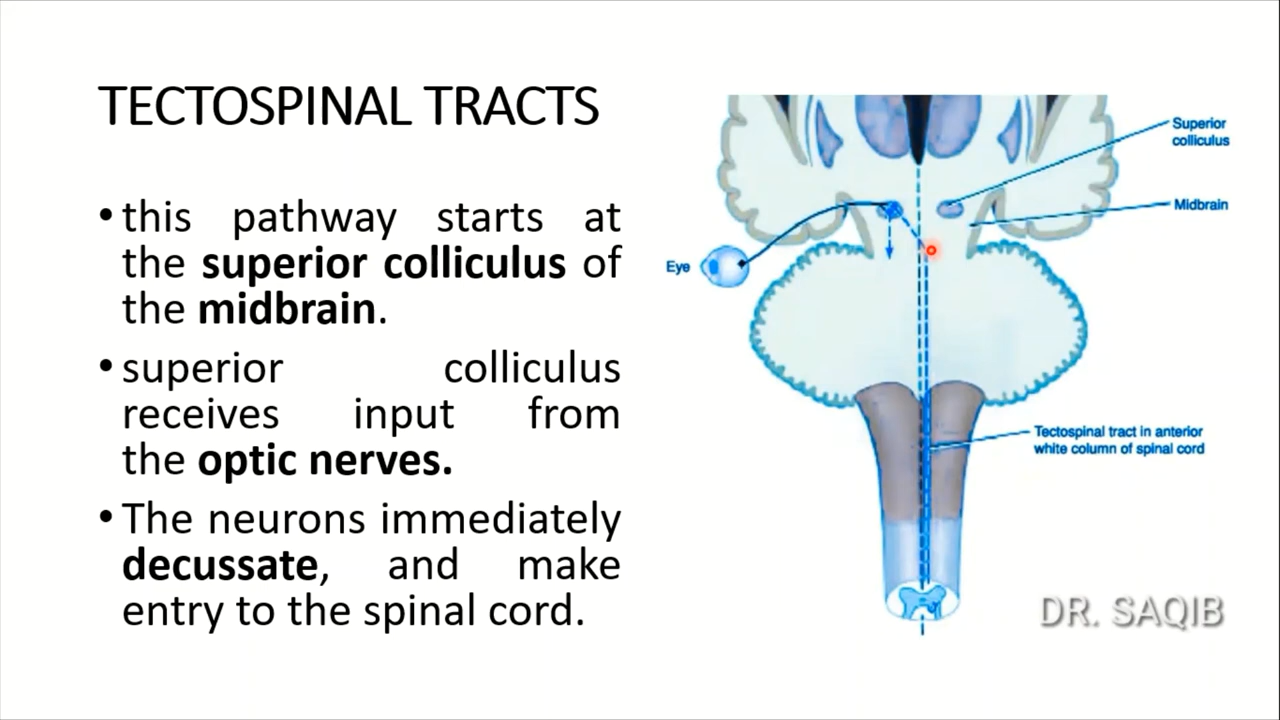 TECTOSPINAL TRACTS
• this pathway starts at
the superior colliculus of
the midbrain.
• superior colliculus
receives input from
the optic nerves.
• The neurons immediately
decussate, and make
entry to the spinal cord.
Superior
colliculus
Midbrain
Eye
Tectospinal tract in anterior
white column of spinal cord
DR. SAQIB